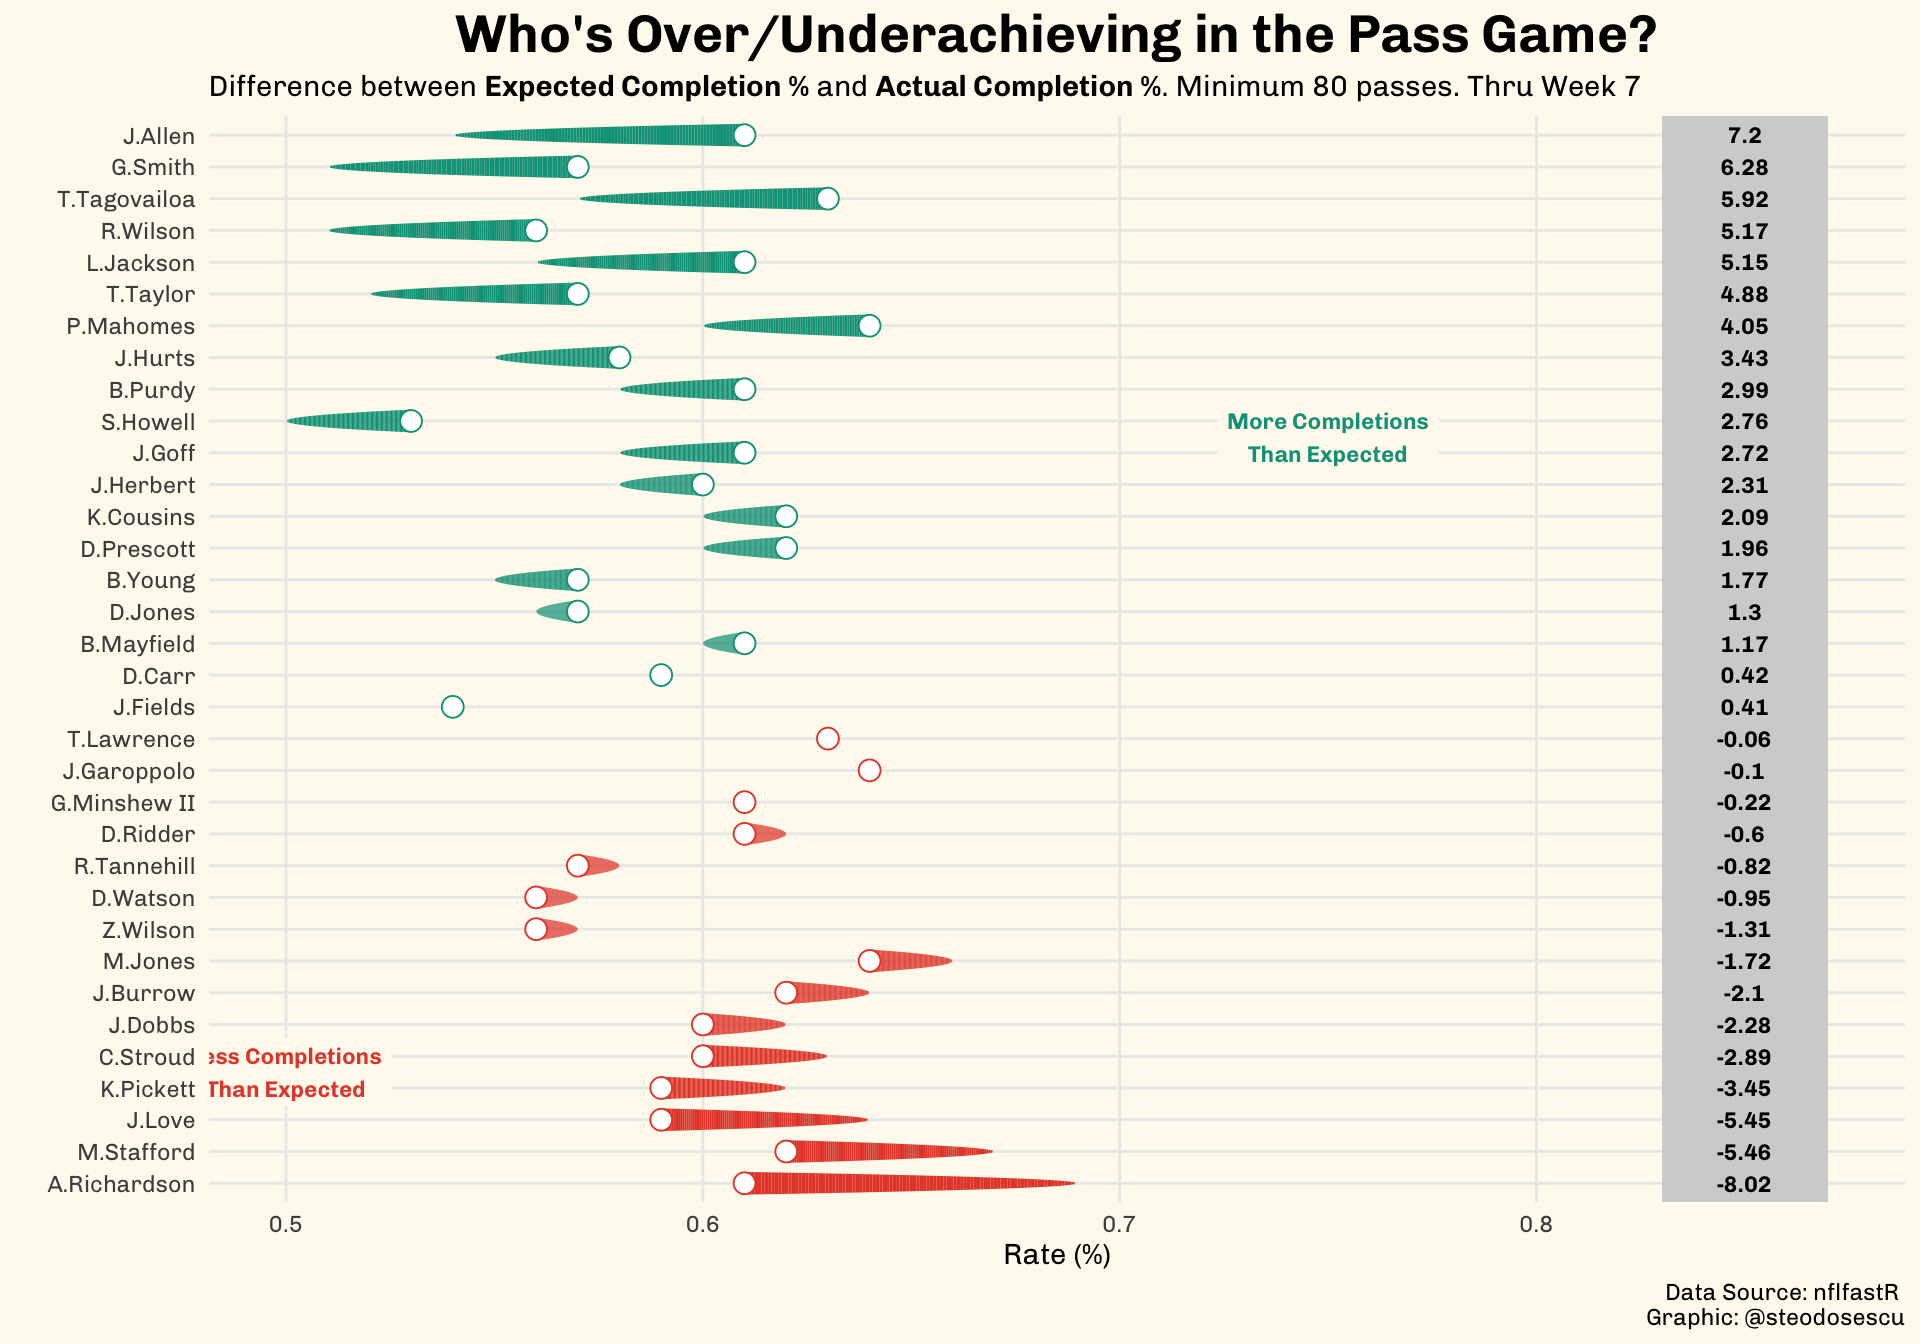 Who's Over/Underachieving in the Pass Game?
Difference between Expected Completion % and Actual Completion %. Minimum 80 passes. Thru Week 7
J.Allen 7.2
G.Smith 6.28
T.Tagovailoa 5.92
R.Wilson 5.17
L.Jackson 5.15
T.Taylor 4.88
P.Mahomes 4.05
J.Hurts 3.43
B.Purdy 2.99
S.Howell More Completions 2.76
J.Goff Than Expected 2.72
J.Herbert 2.31
K.Cousins 2.09
D.Prescott 1.96
B.Young 1.77
D.Jones 1.3
B.Mayfield 1.17
D.Carr 0.42
J.Fields 0.41
T.Lawrence -0.06
J.Garoppolo -0.1
G.Minshew II -0.22
D.Ridder -0.6
R.Tannehill -0.82
D.Watson -0.95
Z.Wilson -1.31
M.Jones -1.72
J.Burrow -2.1
J.Dobbs -2.28
C.Stroud ess Completions -2.89
K.Pickett Than Expected -3.45
J.Love -5.45
M.Stafford -5.46
A.Richardson -8.02
0.5 0.6 0.7 0.8
Rate (%)
Data Source: nflfastR
Graphic: @steodosescu